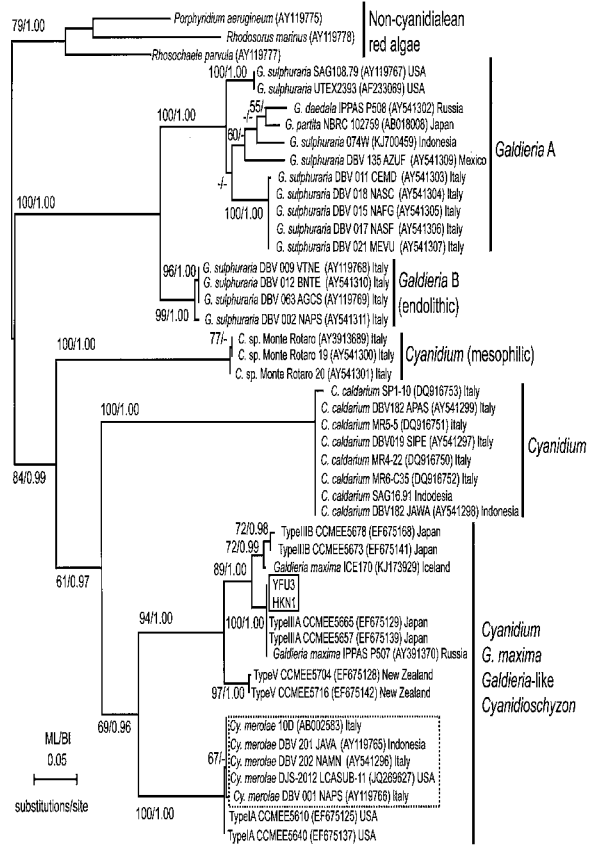 79/1.00
Porphyridium aerugineum (AY119775)
Rhodosorus marinus (AY119778)
Rhosochaele parvula (AY119777)
Non-cyanidialean
red algae
100/1.00
G. sulphuraria SAG108.79 (AY119767) USA
G. sulphuraria UTEX2393 (AF233069) USA
100/1.00
55/-
G. daedala IPPAS P508 (AY541302) Russia
-/-
G. partita NBRC 102759 (AB018008) Japan
60/-
G. sulphuraria 074W (KJ700459) Indonesia
G. sulphuraria DBV 135 AZUF (AY541309) Mexico
Galdieria A
-/-
G. sulphuraria DBV 011 CEMD (AY541303) Italy
G. sulphuraria DBV 018 NASC (AY541304) Italy
100/1.00
G. sulphuraria DBV 015 NAFG (AY541305) Italy
100/1.00
G. sulphuraria DBV 017 NASF (AY541306) Italy
G. sulphuraria DBV 021 MEVU (AY541307) Italy
96/1.00
G. sulphuraria DBV 009 VTNE (AY119768) Italy
G. sulphuraria DBV 012 BNTE (AY541310) Italy
G. sulphuraria DBV 063 AGCS (AY119769) Italy
99/1.00
G. sulphuraria DBV 002 NAPS (AY541311) Italy
Galdieria B
(endolithic)
100/1.00
77/-
C. sp. Monte Rotaro (AY3913689) Italy
C. sp. Monte Rotaro 19 (AY541300) Italy
C. sp. Monte Rotaro 20 (AY541301) Italy
Cyanidium (mesophilic)
100/1.00
C. caldarium SP1-10 (DQ916753) Italy
C. caldarium DBV182 APAS (AY541299) Italy
C. caldarium MR5-5 (DQ916751) Italy
C. caldarium DBV019 SIPE (AY541297) Italy
C. caldarium MR4-22 (DQ916750) Italy
C. caldarium MR6-C35 (DQ916752) Italy
C. caldarium SAG16.91 Indodesia
C. caldarium DBV182 JAWA (AY541298) Indonesia
Cyanidium
84/0.99
72/0.98
TypeIIIB CCMEE5678 (EF675168) Japan
72/0.99
TypeIIIB CCMEE5673 (EF675141) Japan
89/1.00
Galdieria maxima ICE170 (KJ173929) Iceland
61/0.97
YFU3
HKN1
94/1.00
100/1.00
TypeIIIA CCMEE5665 (EF675129) Japan
TypeIIIA CCMEE5657 (EF675139) Japan
Galdieria maxima IPPAS P507 (AY391370) Russia
TypeV CCMEE5704 (EF675128) New Zealand
97/1.00
TypeV CCMEE5716 (EF675142) New Zealand
Cyanidium
G. maxima
Galdieria-like
Cyanidioschyzon
69/0.96
Cy. merolae 10D (AB002583) Italy
Cy. merolae DBV 201 JAVA (AY119765) Indonesia
67/-
Cy. merolae DBV 202 NAMN (AY541296) Italy
Cy. merolae DJS-2012 LCASUB-11 (JQ269627) USA
Cy. merolae DBV 001 NAPS (AY119766) Italy
100/1.00
TypeIA CCMEE5610 (EF675125) USA
TypeIA CCMEE5640 (EF675137) USA
ML/BI
0.05
substitutions/site